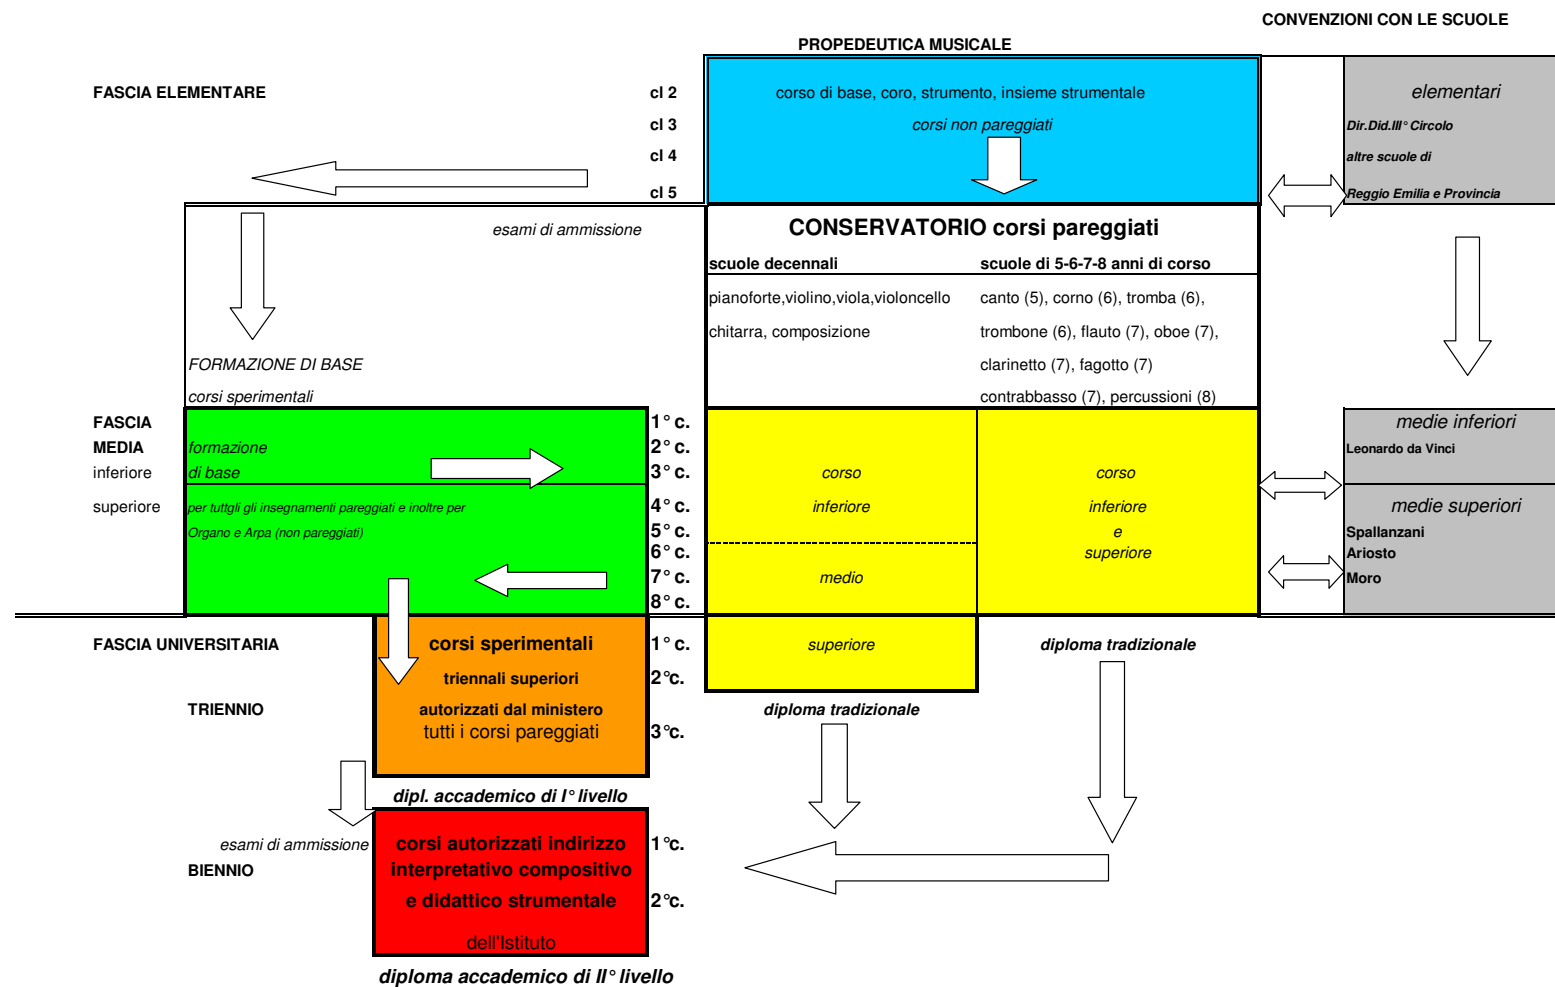 CONVENZIONI CON LE SCUOLE
PROPEDEUTICA MUSICALE
FASCIA ELEMENTARE
cl 2
corso di base, coro, strumento, insieme strumentale
elementari
cl 3
corsi non pareggiati
Dir.Did.III° Circolo
cl 4
altre scuole di
cl 5
Reggio Emilia e Provincia
esami di ammissione
CONSERVATORIO corsi pareggiati
scuole decennali
scuole di 5-6-7-8 anni di corso
pianoforte,violino,viola,violoncello
canto (5), corno (6), tromba (6),
chitarra, composizione
trombone (6), flauto (7), oboe (7),
FORMAZIONE DI BASE
clarinetto (7), fagotto (7)
corsi sperimentali
contrabbasso (7), percussioni (8)
FASCIA
1° c.
medie inferiori
MEDIA
formazione
2° c.
Leonardo da Vinci
inferiore
di base
3° c.
corso
corso
superiore
per tuttgli gli insegnamenti pareggiati e inoltre per
4° c.
inferiore
inferiore
medie superiori
Organo e Arpa (non pareggiati)
5° c.
e
Spallanzani
6° c.
superiore
Ariosto
7° c.
medio
Moro
8° c.
FASCIA UNIVERSITARIA
corsi sperimentali
1° c.
superiore
diploma tradizionale
triennali superiori
2°c.
TRIENNIO
autorizzati dal ministero
diploma tradizionale
tutti i corsi pareggiati
3°c.
dipl. accademico di I° livello
esami di ammissione
corsi autorizzati indirizzo
1°c.
BIENNIO
interpretativo compositivo
e didattico strumentale
2°c.
dell'Istituto
diploma accademico di II° livello